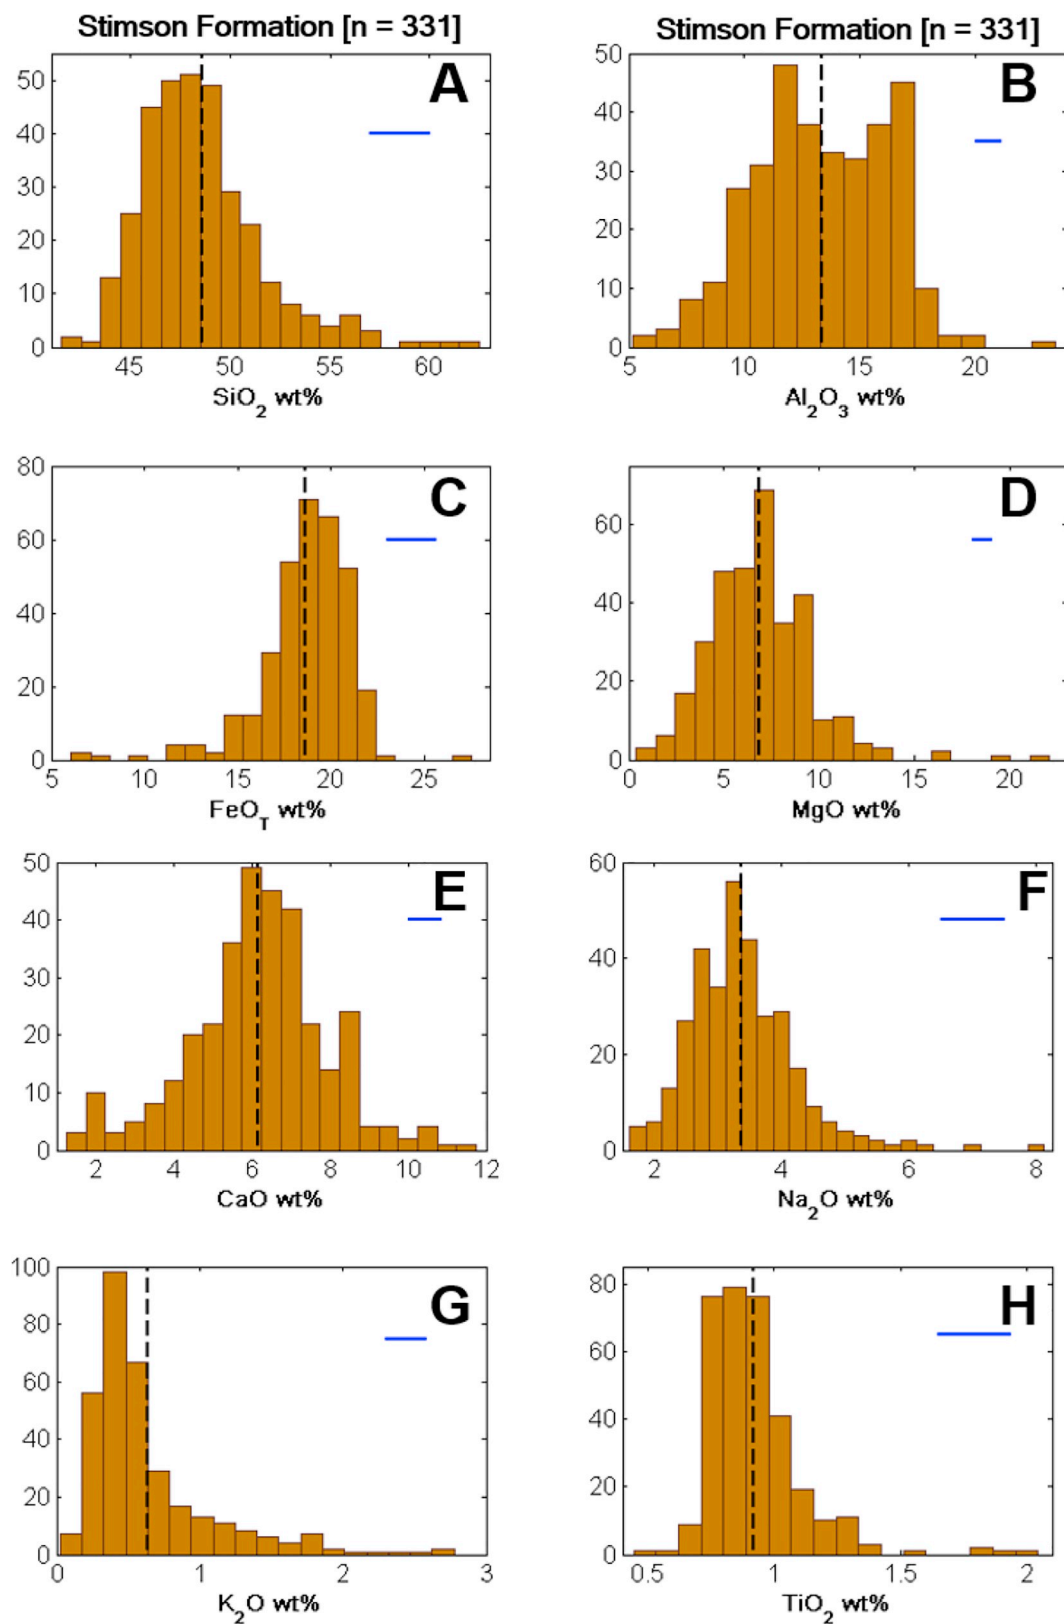 Stimson Formation [n = 331]
50
40
30
20
10
0
A
45 50 55 60
SiO₂ wt%
Stimson Formation [n = 331]
50
40
30
20
10
0
B
5 10 15 20
Al₂O₃ wt%
80
60
40
20
0
C
5 10 15 20 25
FeO_T wt%
60
40
20
0
D
0 5 10 15 20
MgO wt%
50
40
30
20
10
0
E
2 4 6 8 10 12
CaO wt%
60
40
20
0
F
2 4 6 8
Na₂O wt%
100
80
60
40
20
0
G
0 1 2 3
K₂O wt%
80
60
40
20
0
H
0.5 1 1.5 2
TiO₂ wt%